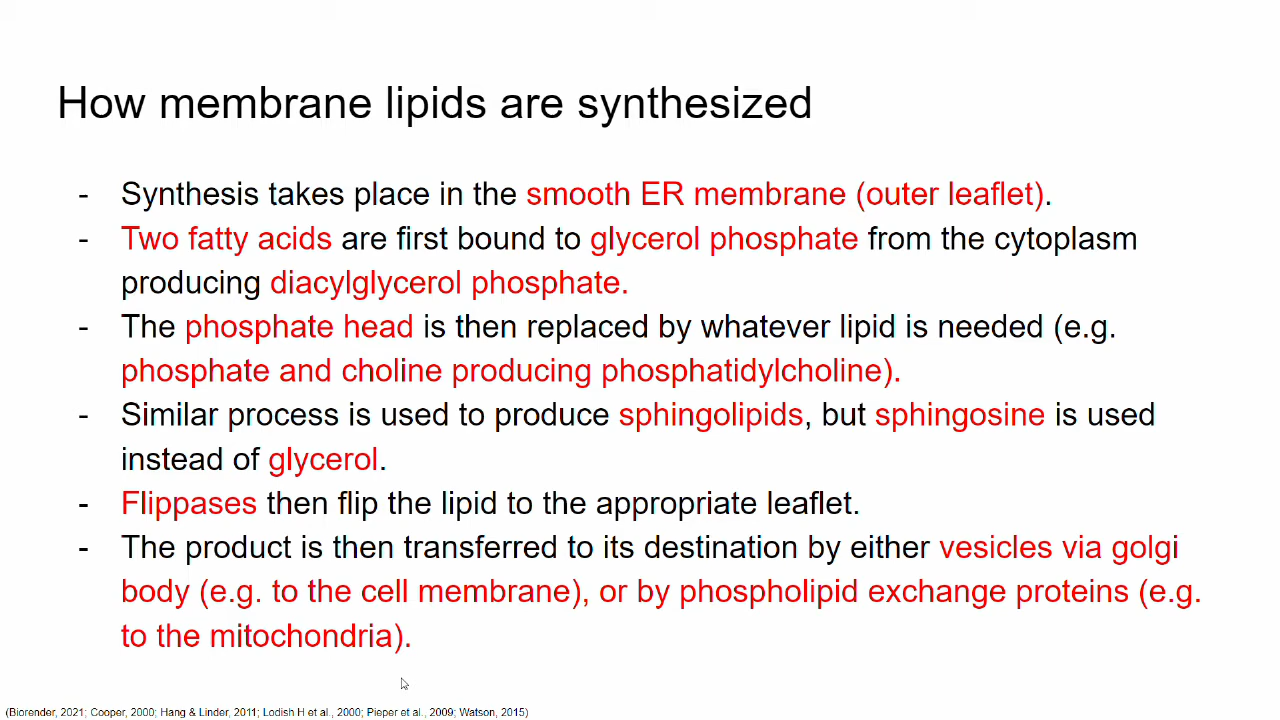 How membrane lipids are synthesized
- Synthesis takes place in the smooth ER membrane (outer leaflet).
- Two fatty acids are first bound to glycerol phosphate from the cytoplasm
producing diacylglycerol phosphate.
- The phosphate head is then replaced by whatever lipid is needed (e.g.
phosphate and choline producing phosphatidylcholine).
- Similar process is used to produce sphingolipids, but sphingosine is used
instead of glycerol.
- Flippases then flip the lipid to the appropriate leaflet.
- The product is then transferred to its destination by either vesicles via golgi
body (e.g. to the cell membrane), or by phospholipid exchange proteins (e.g.
to the mitochondria).
(Biorender, 2021; Cooper, 2000; Hang & Linder, 2011; Lodish H et al., 2000; Pieper et al., 2009; Watson, 2015)